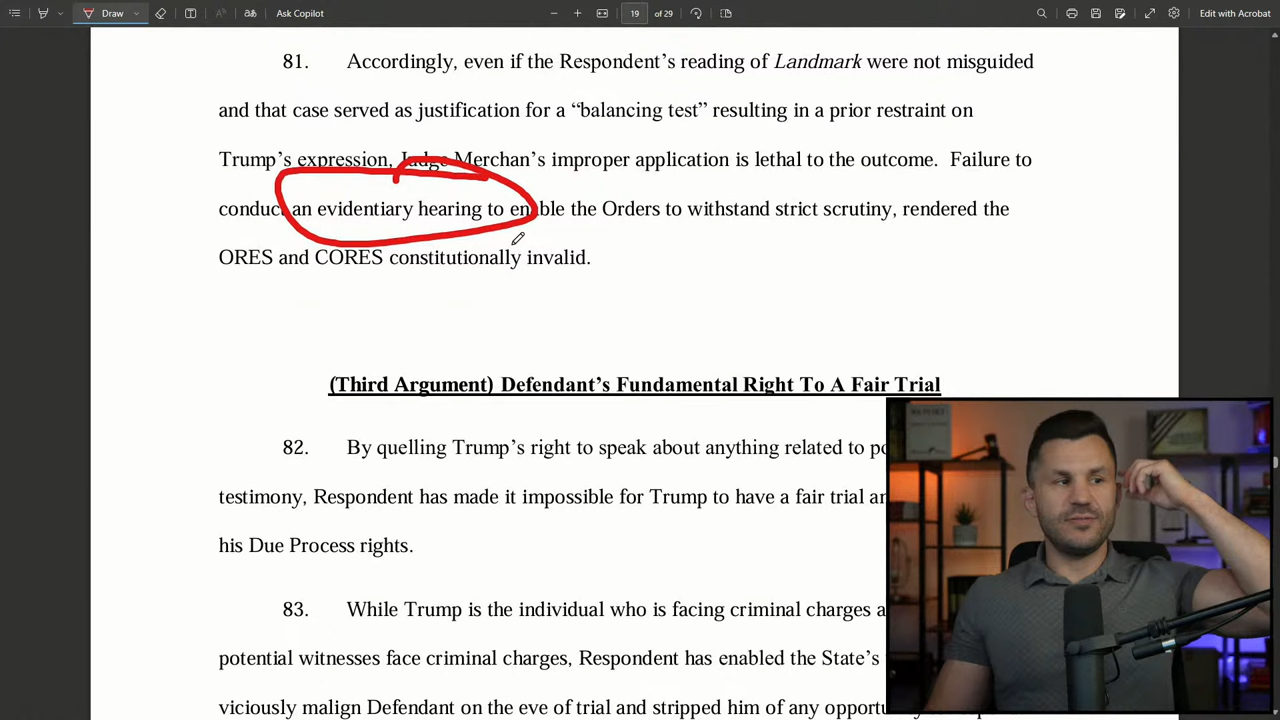 Draw
Ask Copilot
19 of 29
Edit with Acrobat
81. Accordingly, even if the Respondent’s reading of Landmark were not misguided
and that case served as justification for a “balancing test” resulting in a prior restraint on
Trump’s expression, Judge Merchan’s improper application is lethal to the outcome. Failure to
conduct an evidentiary hearing to enable the Orders to withstand strict scrutiny, rendered the
ORES and CORES constitutionally invalid.
(Third Argument) Defendant’s Fundamental Right To A Fair Trial
82. By quelling Trump’s right to speak about anything related to
testimony, Respondent has made it impossible for Trump to have a fair trial
his Due Process rights.
83. While Trump is the individual who is facing criminal charges
potential witnesses face criminal charges, Respondent has enabled the State’s
viciously malign Defendant on the eve of trial and stripped him of any